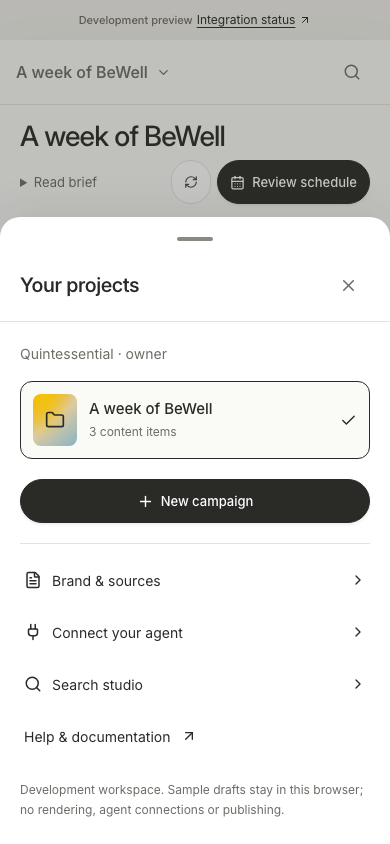 Development preview Integration status
A week of BeWell
A week of BeWell
Read brief
Review schedule
Your projects
Quintessential · owner
A week of BeWell
3 content items
New campaign
Brand & sources
Connect your agent
Search studio
Help & documentation
Development workspace. Sample drafts stay in this browser;
no rendering, agent connections or publishing.